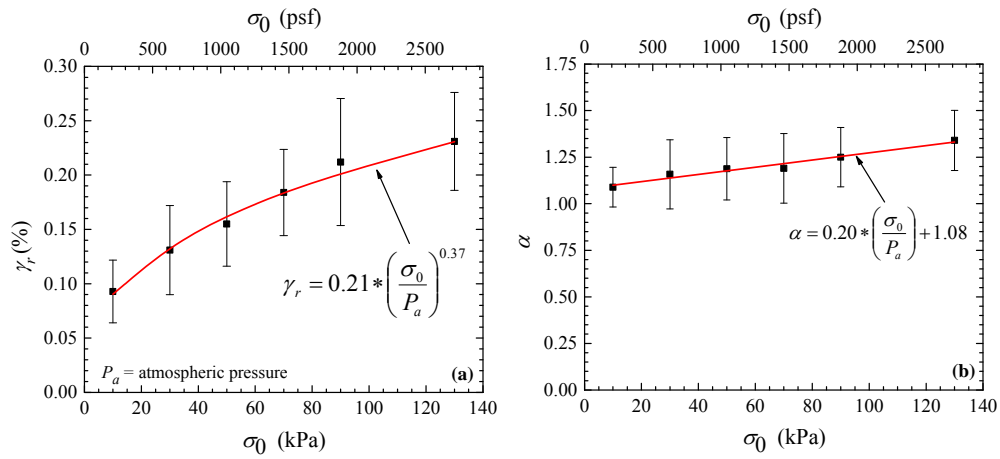 σ0 (psf)
0 500 1000 1500 2000 2500
0.30
0.25
0.20
0.15
0.10
0.05
0.00
γr (%)
γr = 0.21*(σ0/Pa)^0.37
Pa = atmospheric pressure
(a)
0 20 40 60 80 100 120 140
σ0 (kPa)
σ0 (psf)
0 500 1000 1500 2000 2500
1.75
1.50
1.25
1.00
0.75
0.50
0.25
0.00
α
α = 0.20*(σ0/Pa)+1.08
(b)
0 20 40 60 80 100 120 140
σ0 (kPa)